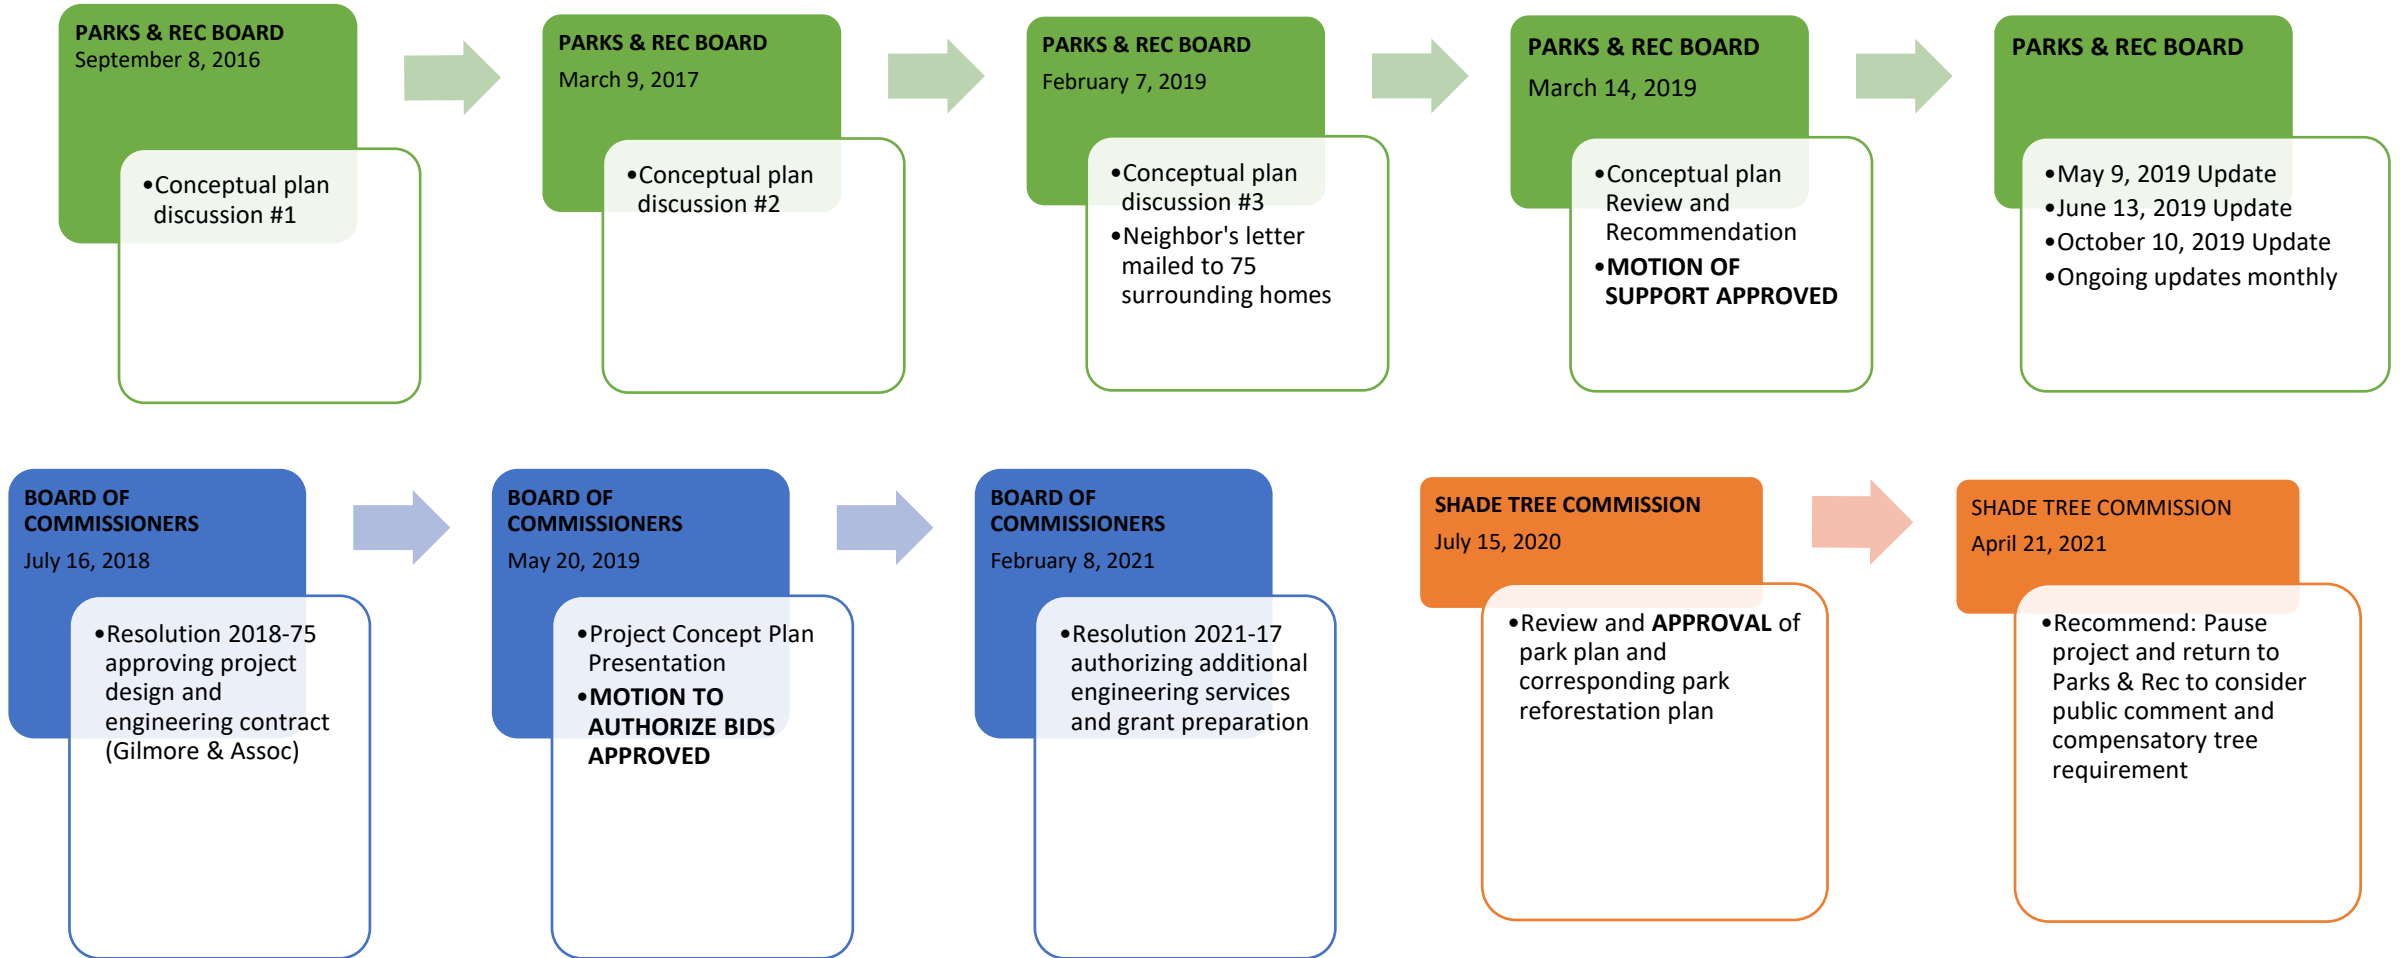 PARKS & REC BOARD
September 8, 2016
•Conceptual plan
discussion #1
PARKS & REC BOARD
March 9, 2017
•Conceptual plan
discussion #2
PARKS & REC BOARD
February 7, 2019
•Conceptual plan
discussion #3
•Neighbor's letter
mailed to 75
surrounding homes
PARKS & REC BOARD
March 14, 2019
•Conceptual plan
Review and
Recommendation
•MOTION OF
SUPPORT APPROVED
PARKS & REC BOARD
•May 9, 2019 Update
•June 13, 2019 Update
•October 10, 2019 Update
•Ongoing updates monthly
BOARD OF
COMMISSIONERS
July 16, 2018
•Resolution 2018-75
approving project
design and
engineering contract
(Gilmore & Assoc)
BOARD OF
COMMISSIONERS
May 20, 2019
•Project Concept Plan
Presentation
•MOTION TO
AUTHORIZE BIDS
APPROVED
BOARD OF
COMMISSIONERS
February 8, 2021
•Resolution 2021-17
authorizing additional
engineering services
and grant preparation
SHADE TREE COMMISSION
July 15, 2020
•Review and APPROVAL of
park plan and
corresponding park
reforestation plan
SHADE TREE COMMISSION
April 21, 2021
•Recommend: Pause
project and return to
Parks & Rec to consider
public comment and
compensatory tree
requirement